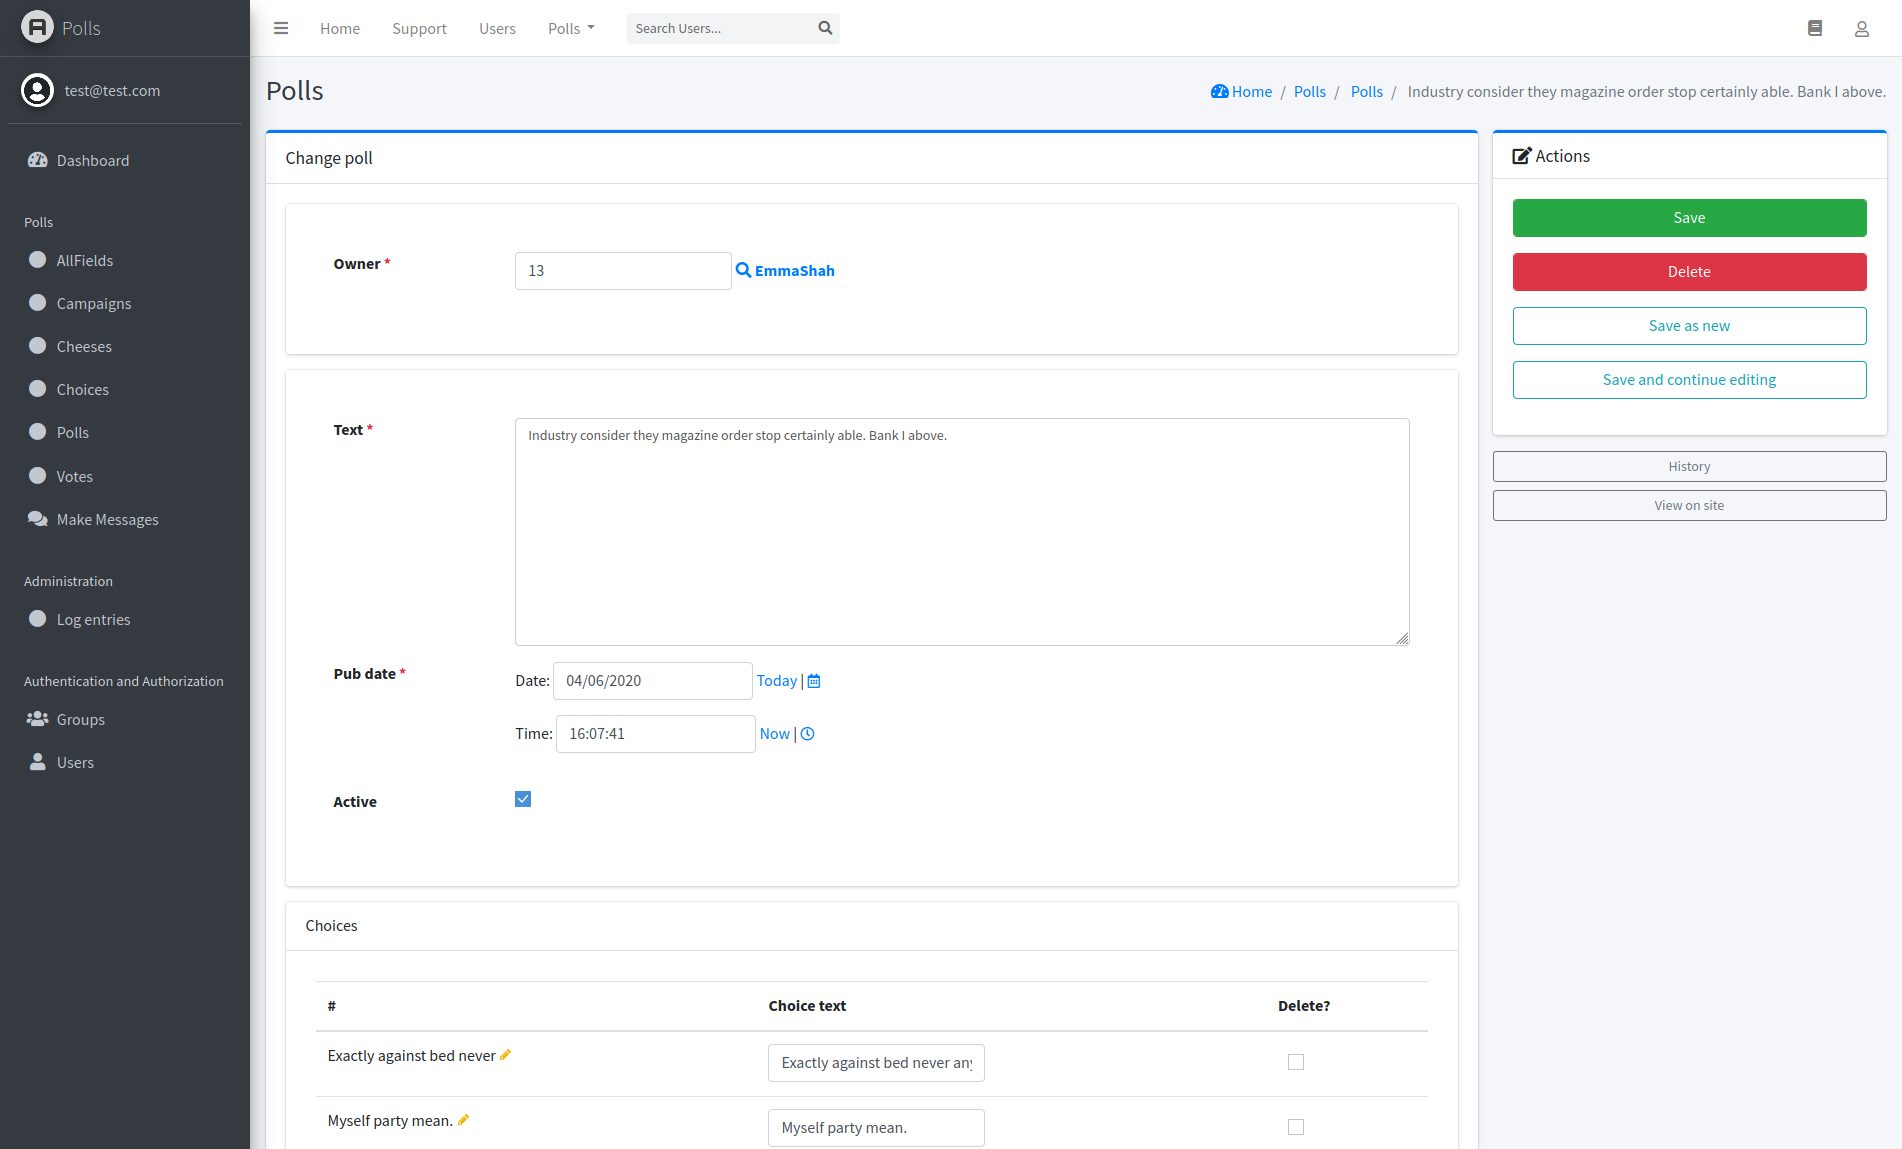 Polls
test@test.com
Dashboard
Polls
AllFields
Campaigns
Cheeses
Choices
Polls
Votes
Make Messages
Administration
Log entries
Authentication and Authorization
Groups
Users
Home Support Users Polls Search Users...
Polls
Home / Polls / Polls / Industry consider they magazine order stop certainly able. Bank I above.
Change poll
Owner * 13 EmmaShah
Text * Industry consider they magazine order stop certainly able. Bank I above.
Pub date * Date: 04/06/2020 Today |
Time: 16:07:41 Now |
Active
Choices
# Choice text Delete?
Exactly against bed never Exactly against bed never
Myself party mean. Myself party mean.
Actions
Save
Delete
Save as new
Save and continue editing
History
View on site